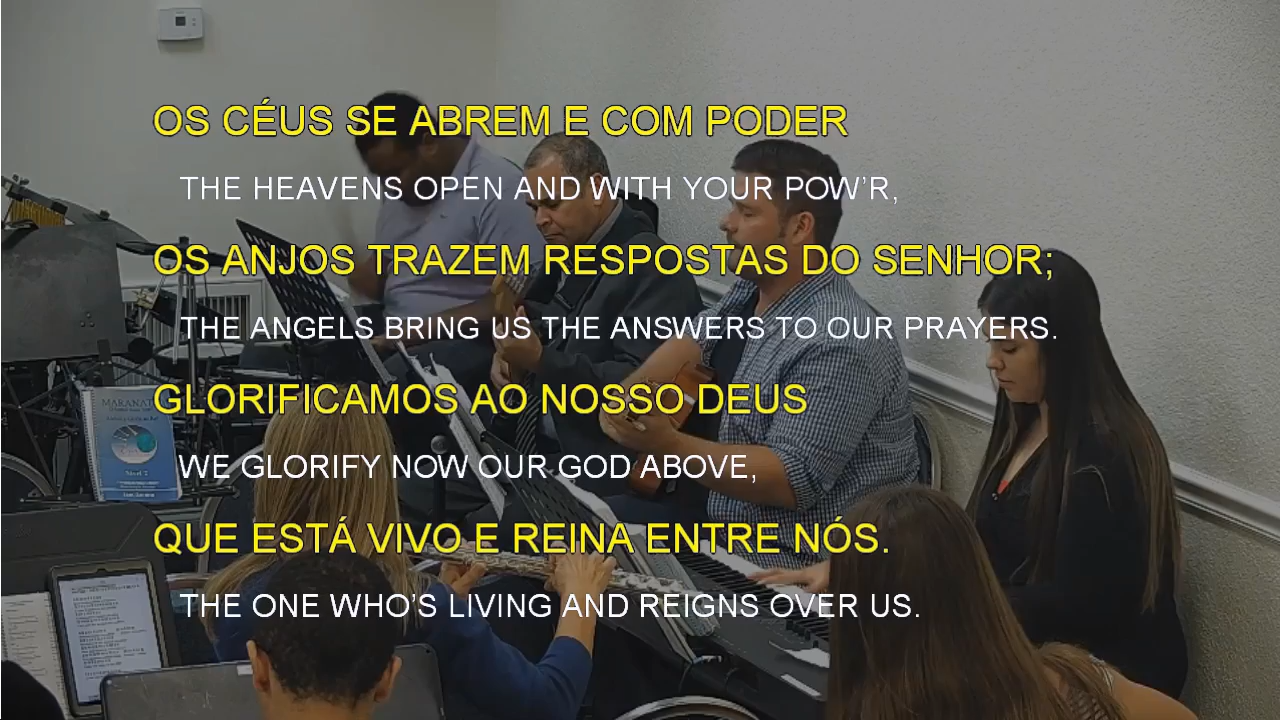 OS CÉUS SE ABREM E COM PODER
THE HEAVENS OPEN AND WITH YOUR POW’R,
OS ANJOS TRAZEM RESPOSTAS DO SENHOR;
THE ANGELS BRING US THE ANSWERS TO OUR PRAYERS.
GLORIFICAMOS AO NOSSO DEUS
WE GLORIFY NOW OUR GOD ABOVE,
QUE ESTÁ VIVO E REINA ENTRE NÓS.
THE ONE WHO’S LIVING AND REIGNS OVER US.